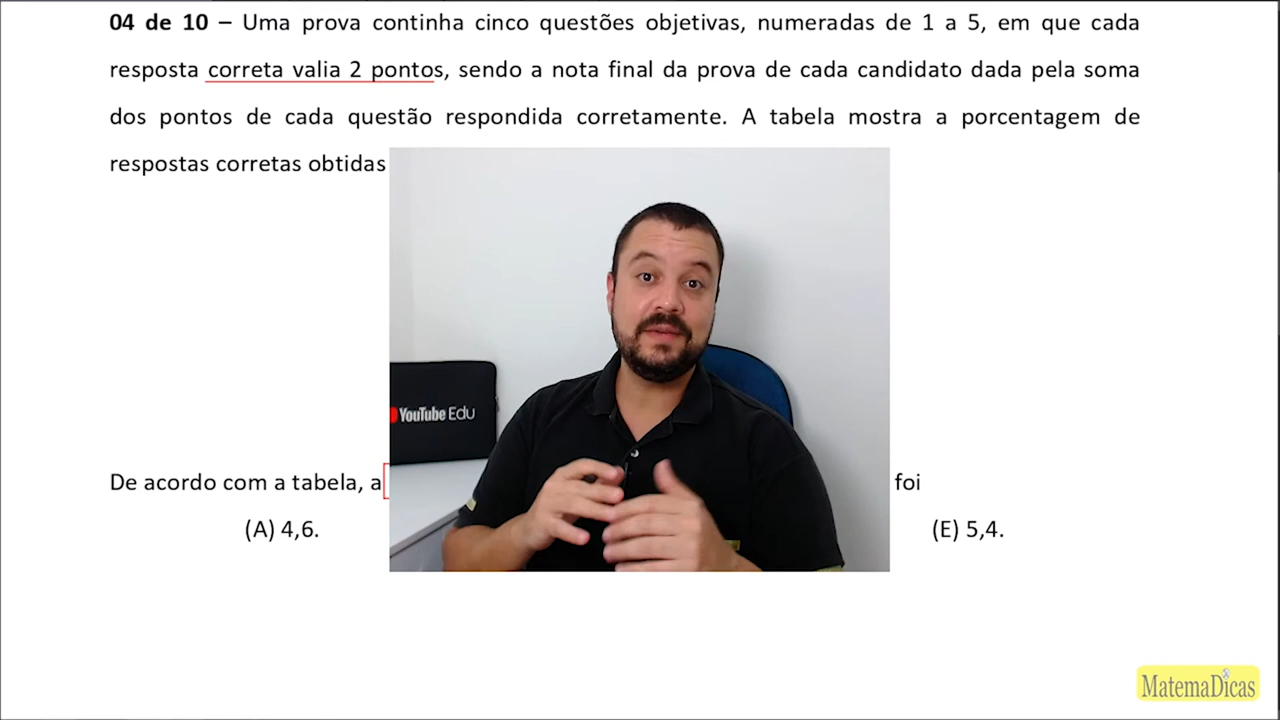 04 de 10 – Uma prova continha cinco questões objetivas, numeradas de 1 a 5, em que cada
resposta correta valia 2 pontos, sendo a nota final da prova de cada candidato dada pela soma
dos pontos de cada questão respondida corretamente. A tabela mostra a porcentagem de
respostas corretas obtidas
YouTube Edu
De acordo com a tabela, a foi
(A) 4,6. (E) 5,4.
MatemaDicas